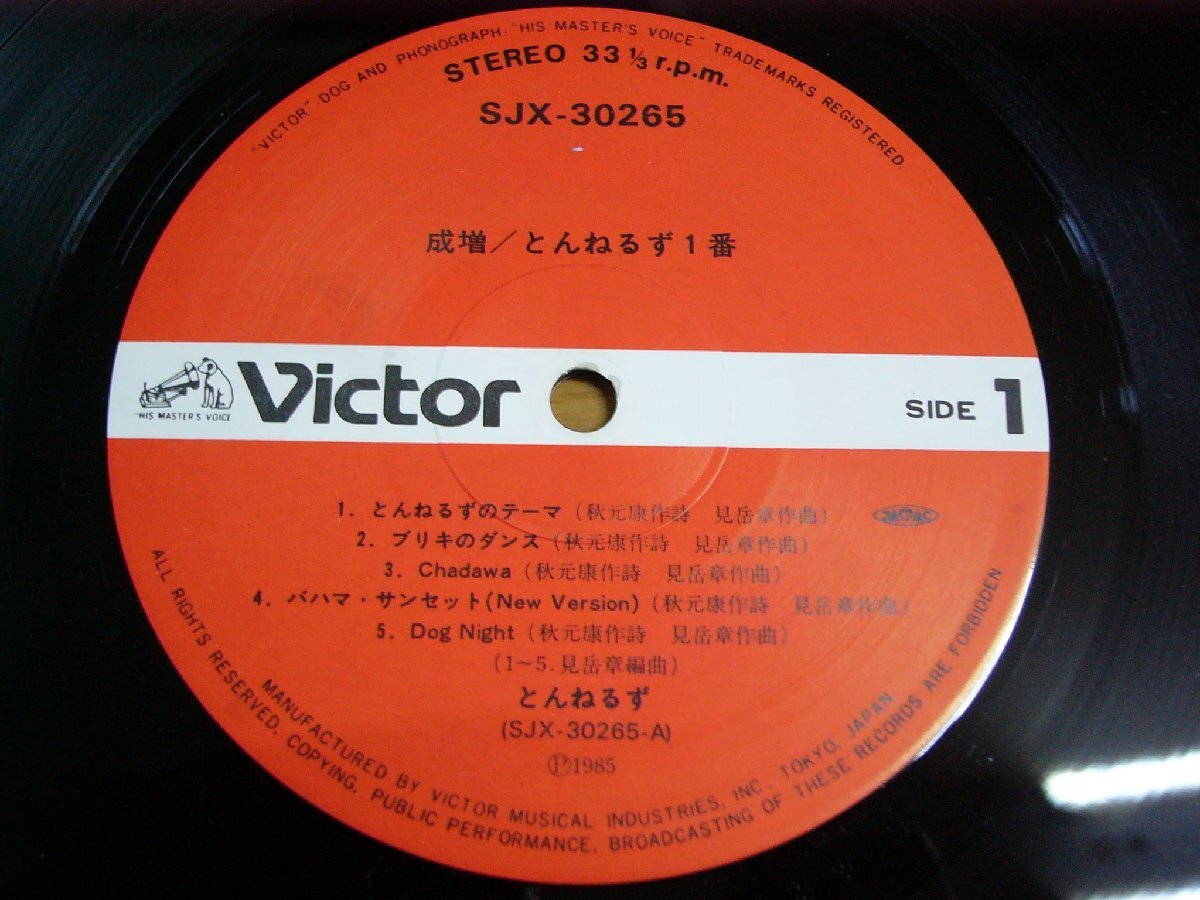 "VICTOR" DOG AND PHONOGRAPH·"HIS MASTER'S VOICE" TRADEMARKS REGISTERED.
STEREO 33 1/3 r.p.m.
SJX-30265
成増／とんねるず1番
"HIS MASTER'S VOICE
Victor
SIDE 1
1. とんねるずのテーマ (秋元康作詩 見岳章作曲)
2. ブリキのダンス (秋元康作詩 見岳章作曲)
3. Chadawa (秋元康作詩 見岳章作曲)
4. バハマ・サンセット(New Version) (秋元康作詩 見岳章作曲)
5. Dog Night (秋元康作詩 見岳章作曲)
(1〜5.見岳章編曲)
とんねるず
(SJX-30265-A)
Ⓟ1985
MANUFACTURED BY VICTOR MUSICAL INDUSTRIES, INC. TOKYO, JAPAN
ALL RIGHTS RESERVED, COPYING, PUBLIC PERFORMANCE, BROADCASTING OF THESE RECORDS ARE FORBIDDEN